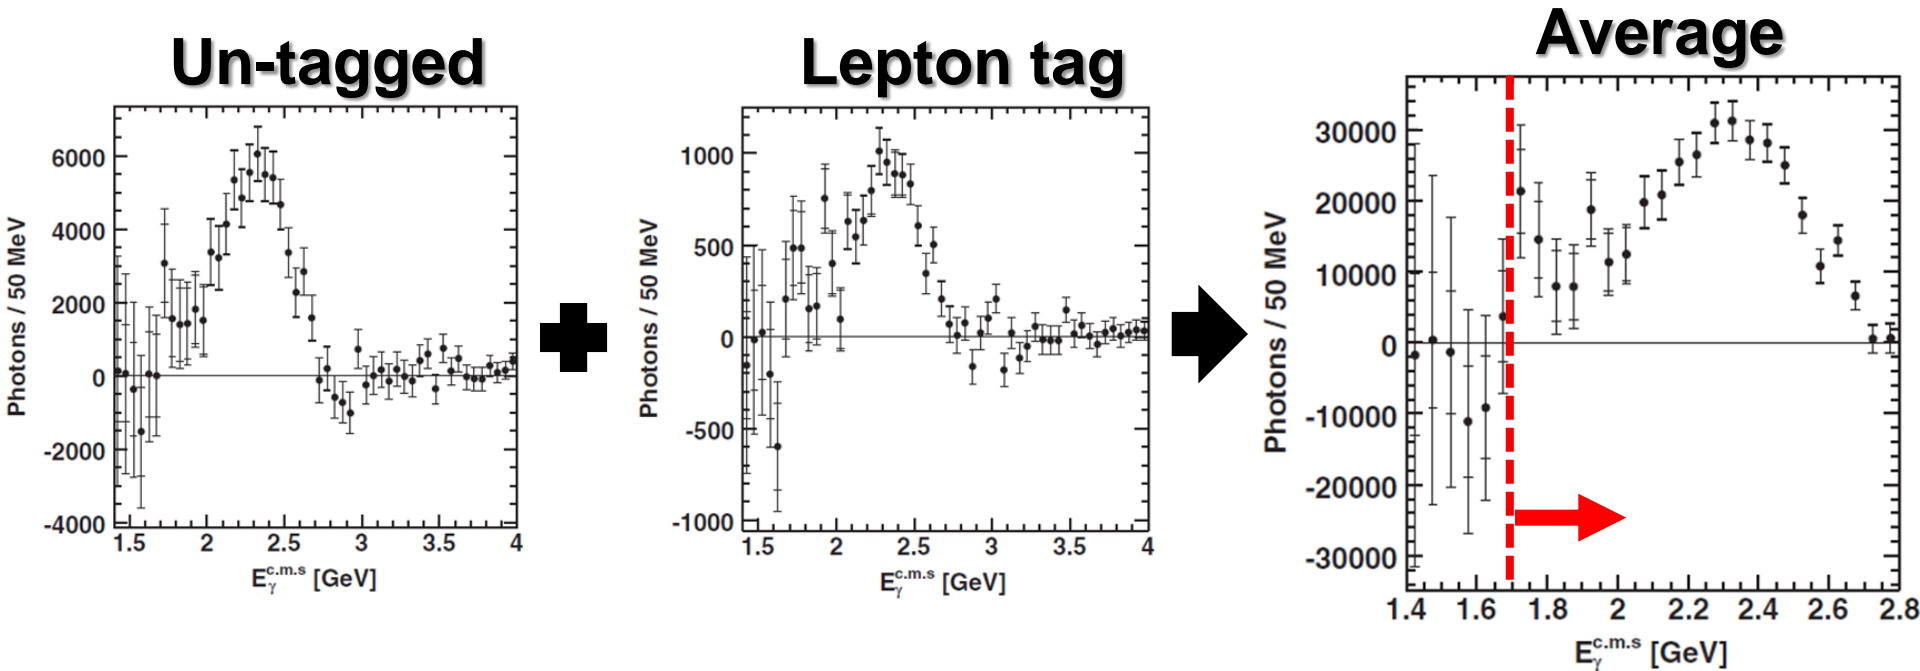 Un-tagged
Photons / 50 MeV
6000
4000
2000
0
-2000
-4000
1.5 2 2.5 3 3.5 4
E_γ^c.m.s [GeV]
Lepton tag
Photons / 50 MeV
1000
500
0
-500
-1000
1.5 2 2.5 3 3.5 4
E_γ^c.m.s [GeV]
Average
Photons / 50 MeV
30000
20000
10000
0
-10000
-20000
-30000
1.4 1.6 1.8 2 2.2 2.4 2.6 2.8
E_γ^c.m.s [GeV]